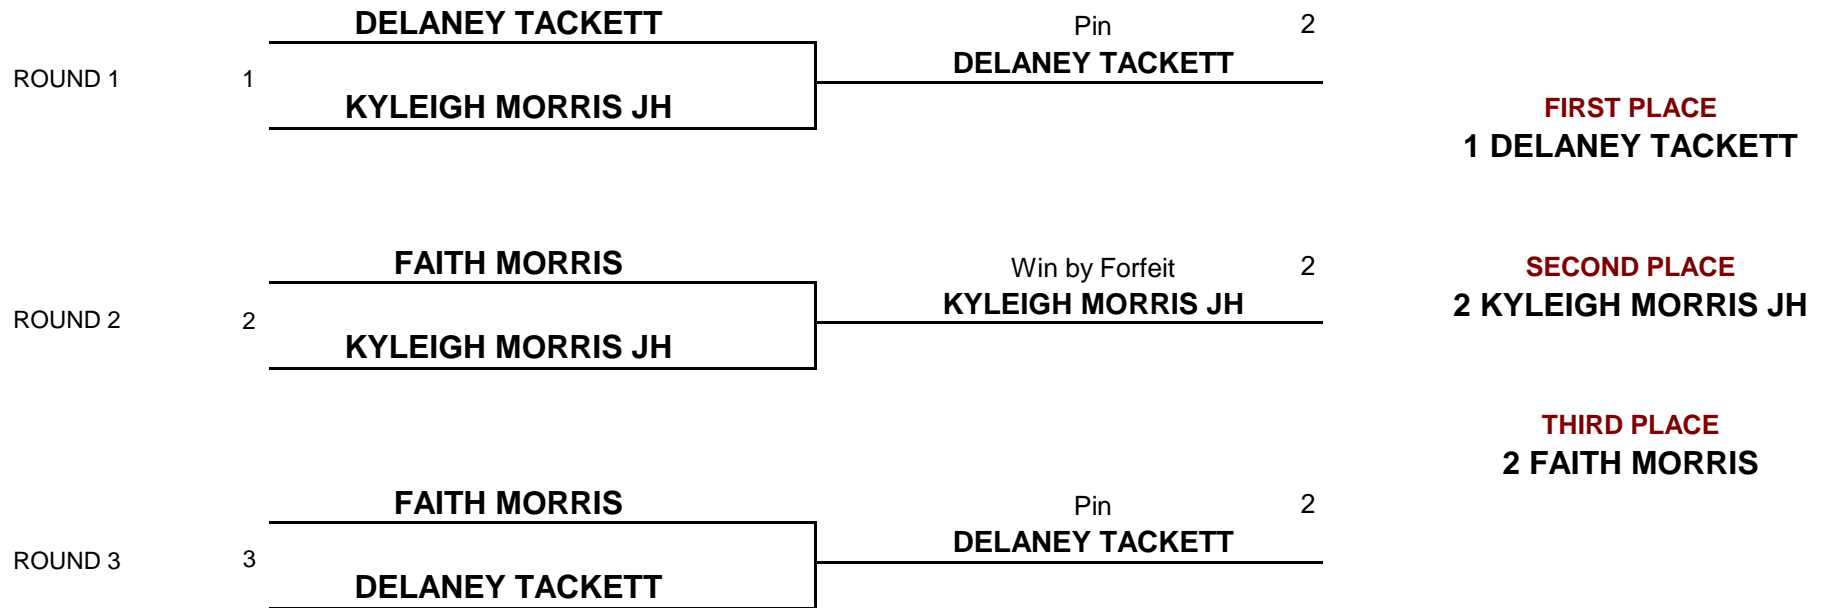 DELANEY TACKETT
Pin 2
DELANEY TACKETT
ROUND 1 1
KYLEIGH MORRIS JH
FIRST PLACE
1 DELANEY TACKETT
FAITH MORRIS
Win by Forfeit 2
KYLEIGH MORRIS JH
ROUND 2 2
KYLEIGH MORRIS JH
SECOND PLACE
2 KYLEIGH MORRIS JH
THIRD PLACE
2 FAITH MORRIS
FAITH MORRIS
Pin 2
DELANEY TACKETT
ROUND 3 3
DELANEY TACKETT